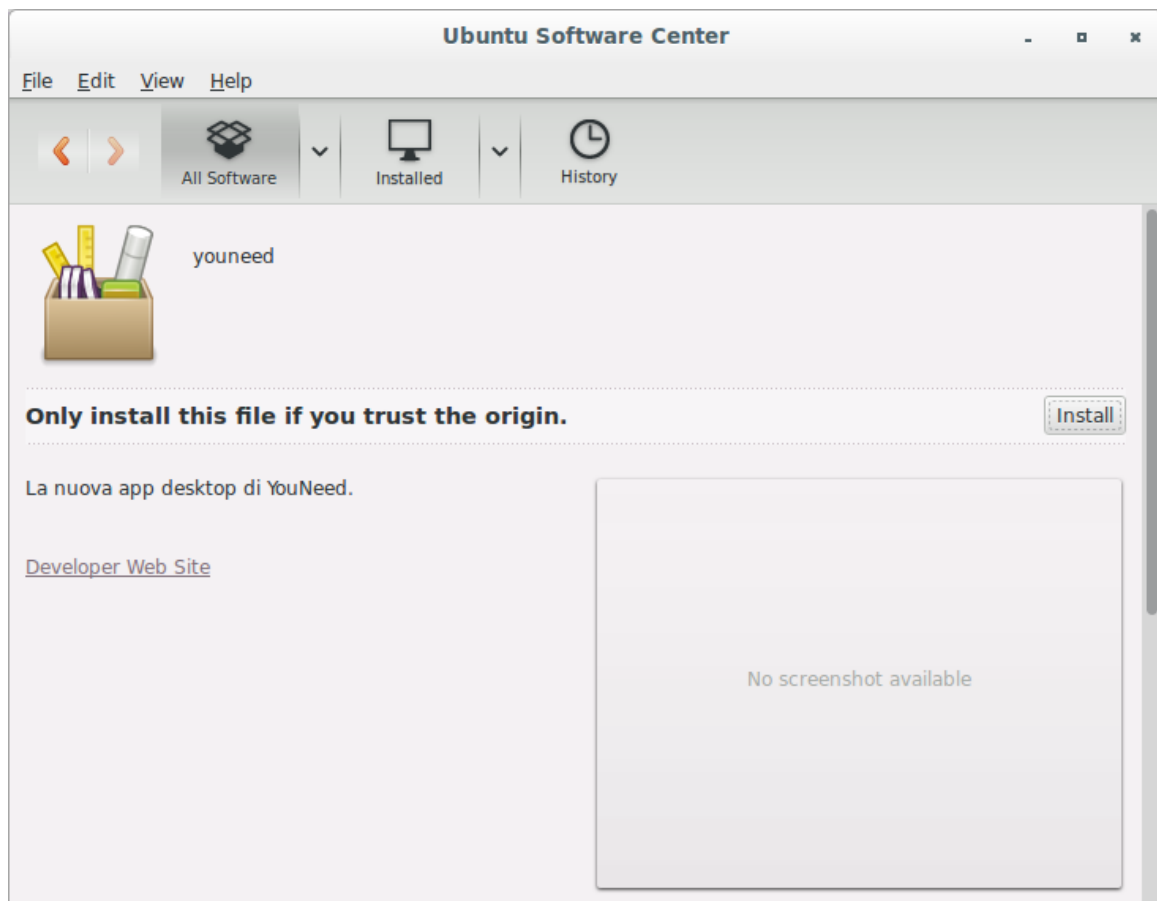 Ubuntu Software Center
File Edit View Help
All Software
Installed
History
youneed
Only install this file if you trust the origin.
Install
La nuova app desktop di YouNeed.
Developer Web Site
No screenshot available